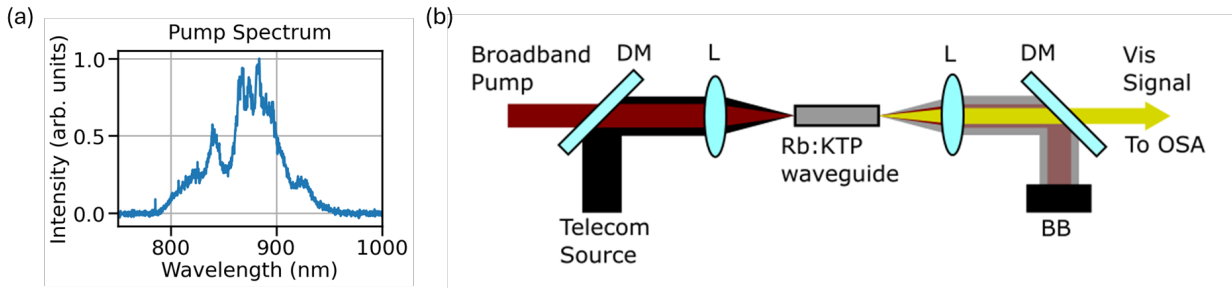 (a)
Pump Spectrum
Intensity (arb. units)
1.0
0.5
0.0
800
900
1000
Wavelength (nm)
(b)
Broadband
Pump
DM
L
L
DM
Vis
Signal
Rb:KTP
waveguide
To OSA
Telecom
Source
BB